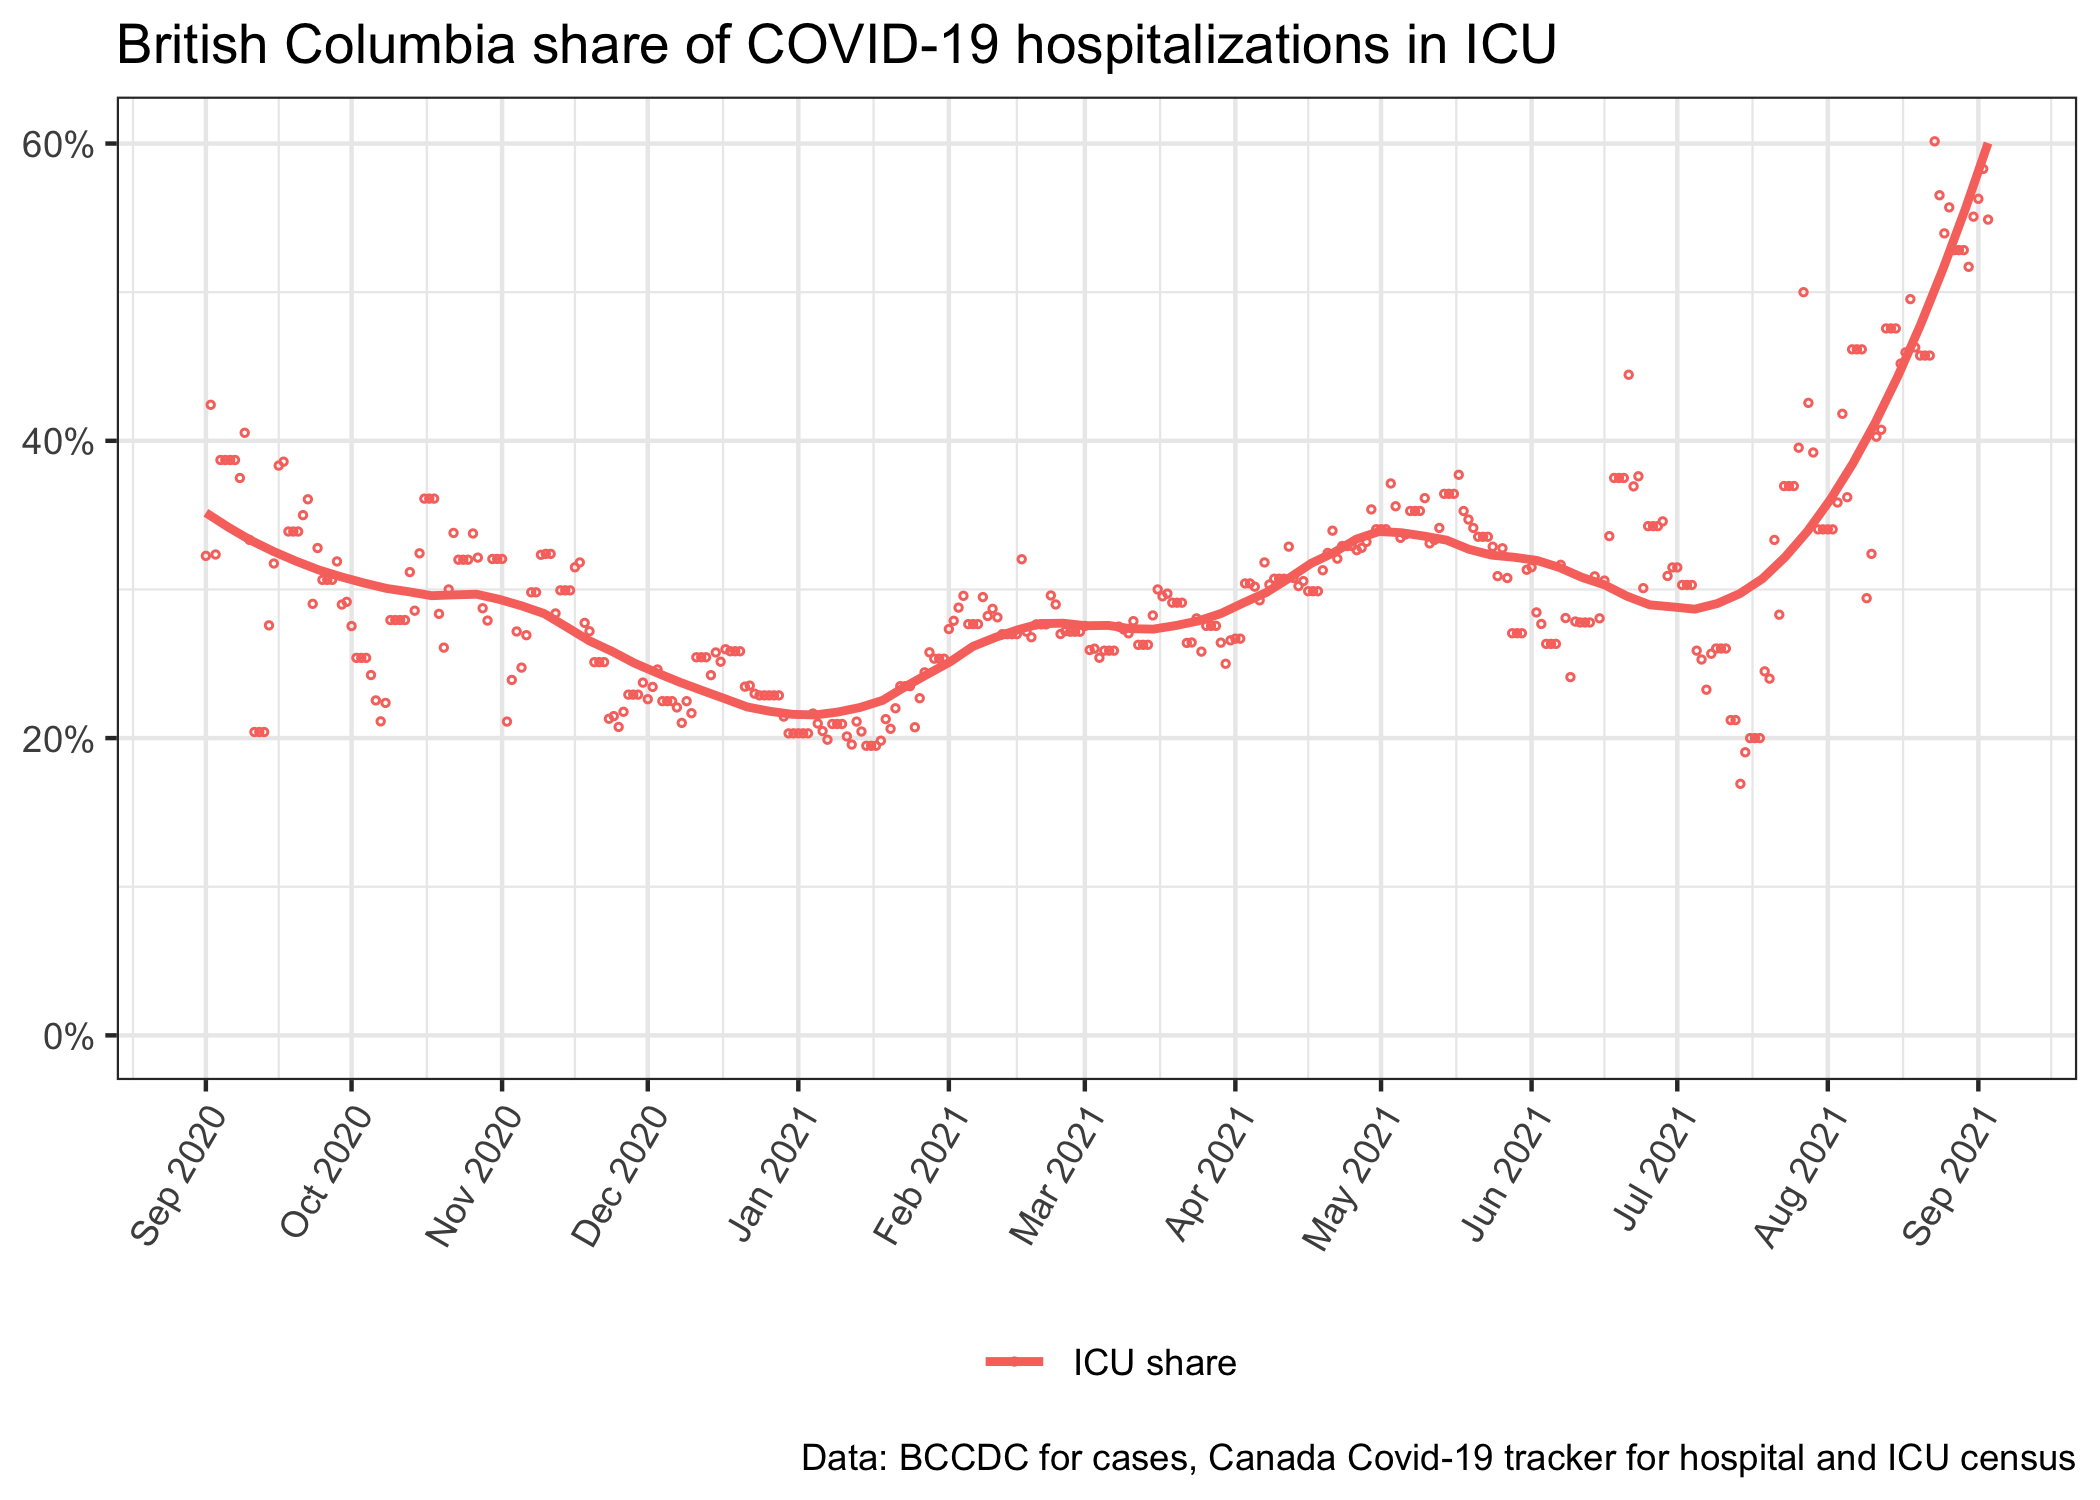 British Columbia share of COVID-19 hospitalizations in ICU
60%
40%
20%
0%
Sep 2020
Oct 2020
Nov 2020
Dec 2020
Jan 2021
Feb 2021
Mar 2021
Apr 2021
May 2021
Jun 2021
Jul 2021
Aug 2021
Sep 2021
ICU share
Data: BCCDC for cases, Canada Covid-19 tracker for hospital and ICU census